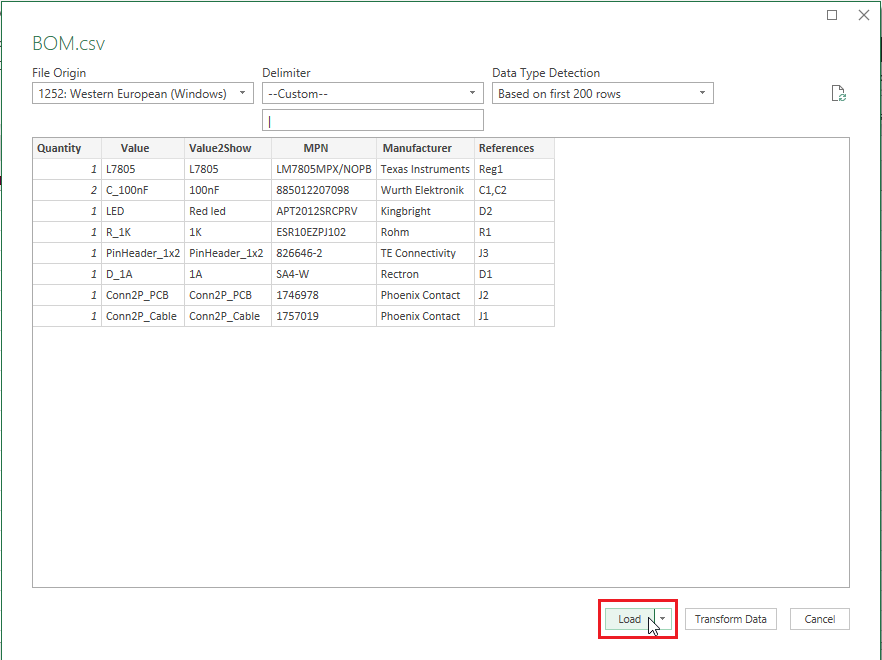 BOM.csv
File Origin Delimiter Data Type Detection
1252: Western European (Windows) --Custom-- Based on first 200 rows
|
Quantity Value Value2Show MPN Manufacturer References
1 L7805 L7805 LM7805MPX/NOPB Texas Instruments Reg1
2 C_100nF 100nF 885012207098 Wurth Elektronik C1,C2
1 LED Red led APT2012SRCPRV Kingbright D2
1 R_1K 1K ESR10EZPJ102 Rohm R1
1 PinHeader_1x2 PinHeader_1x2 826646-2 TE Connectivity J3
1 D_1A 1A SA4-W Rectron D1
1 Conn2P_PCB Conn2P_PCB 1746978 Phoenix Contact J2
1 Conn2P_Cable Conn2P_Cable 1757019 Phoenix Contact J1
Load Transform Data Cancel